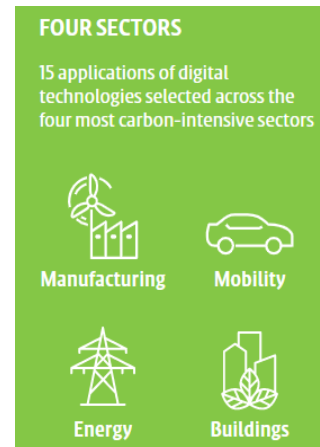 FOUR SECTORS
15 applications of digital
technologies selected across the
four most carbon-intensive sectors
Manufacturing
Mobility
Energy
Buildings